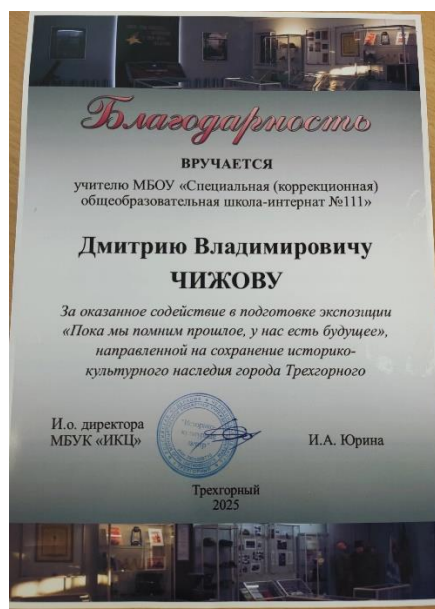 Благодарность
ВРУЧАЕТСЯ
учителю МБОУ «Специальная (коррекционная)
общеобразовательная школа-интернат №111»
Дмитрию Владимировичу
ЧИЖОВУ
За оказанное содействие в подготовке экспозиции
«Пока мы помним прошлое, у нас есть будущее»,
направленной на сохранение историко-
культурного наследия города Трехгорного
И.о. директора
МБУК «ИКЦ»
И.А. Юрина
Трехгорный
2025